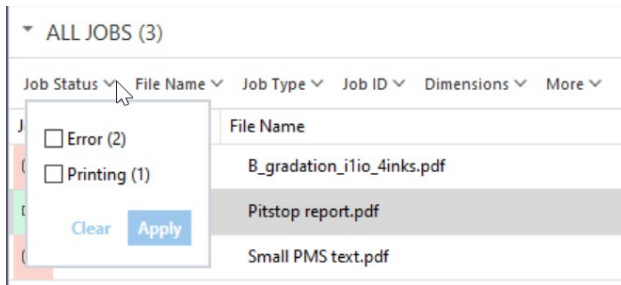 ALL JOBS (3)
Job Status File Name Job Type Job ID Dimensions More
File Name
Error (2)
B_gradation_i1io_4inks.pdf
Printing (1)
Pitstop report.pdf
Clear Apply
Small PMS text.pdf